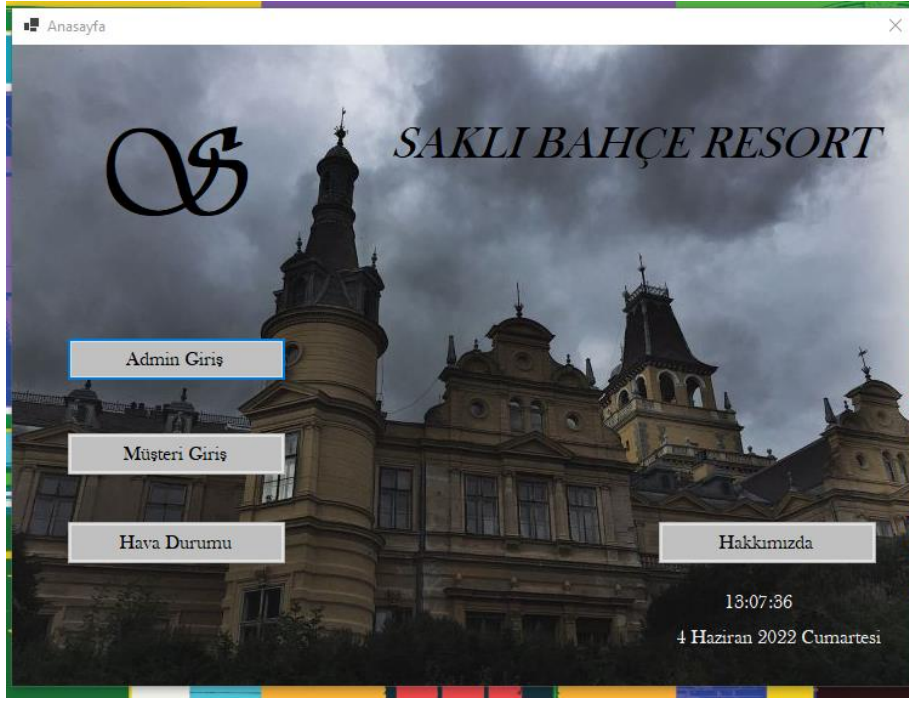 Anasayfa
S
SAKLI BAHÇE RESORT
Admin Giriş
Müşteri Giriş
Hava Durumu
Hakkımızda
13:07:36
4 Haziran 2022 Cumartesi